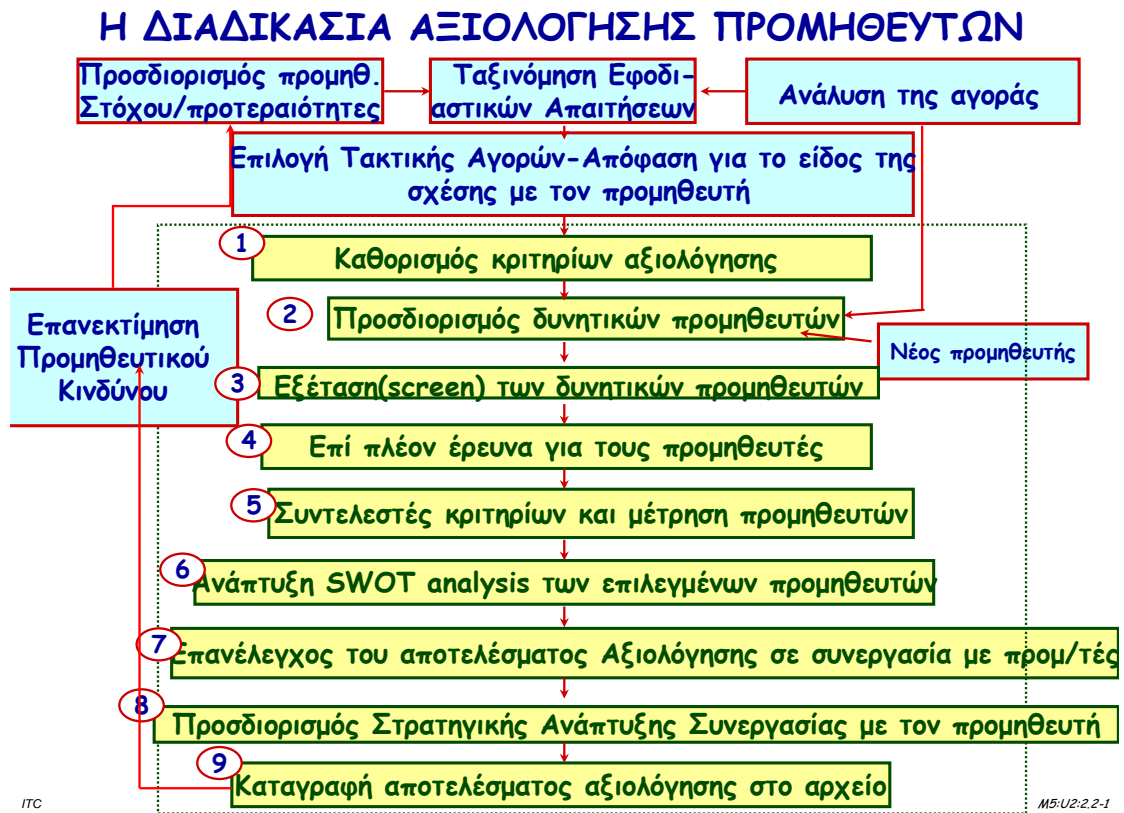 Η ΔΙΑΔΙΚΑΣΙΑ ΑΞΙΟΛΟΓΗΣΗΣ ΠΡΟΜΗΘΕΥΤΩΝ
Προσδιορισμός προμηθ.
Στόχου/προτεραιότητες
Ταξινόμηση Εφοδι-
αστικών Απαιτήσεων
Ανάλυση της αγοράς
Επιλογή Τακτικής Αγορών-Απόφαση για το είδος της
σχέσης με τον προμηθευτή
1
Καθορισμός κριτηρίων αξιολόγησης
2
Προσδιορισμός δυνητικών προμηθευτών
Νέος προμηθευτής
Επανεκτίμηση
Προμηθευτικού
Κινδύνου
3
Εξέταση(screen) των δυνητικών προμηθευτών
4
Επί πλέον έρευνα για τους προμηθευτές
5
Συντελεστές κριτηρίων και μέτρηση προμηθευτών
6
Ανάπτυξη SWOT analysis των επιλεγμένων προμηθευτών
7
Επανέλεγχος του αποτελέσματος Αξιολόγησης σε συνεργασία με προμ/τές
8
Προσδιορισμός Στρατηγικής Ανάπτυξης Συνεργασίας με τον προμηθευτή
9
Καταγραφή αποτελέσματος αξιολόγησης στο αρχείο
ITC
M5:U2:2.2-1